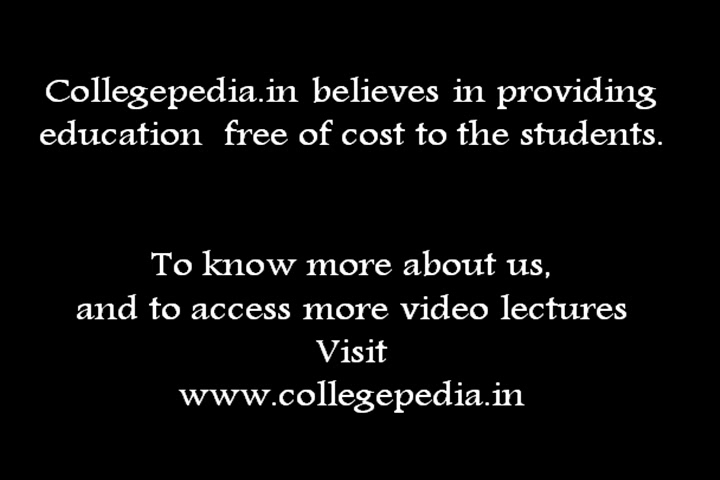 Collegepedia.in believes in providing
education free of cost to the students.
To know more about us,
and to access more video lectures
Visit
www.collegepedia.in